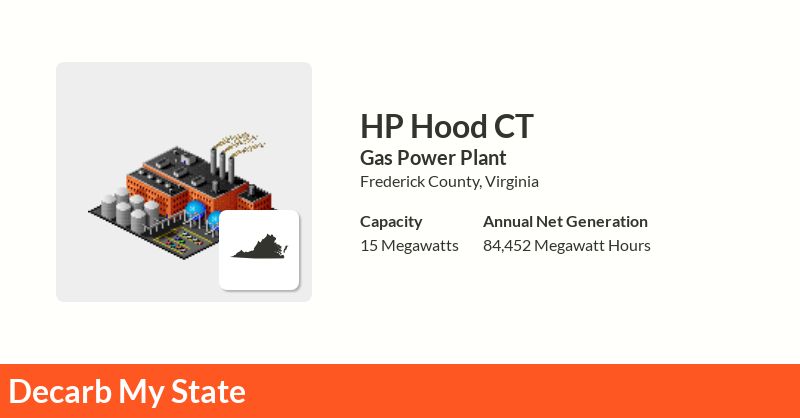 HP Hood CT
Gas Power Plant
Frederick County, Virginia
Capacity
15 Megawatts
Annual Net Generation
84,452 Megawatt Hours
Decarb My State